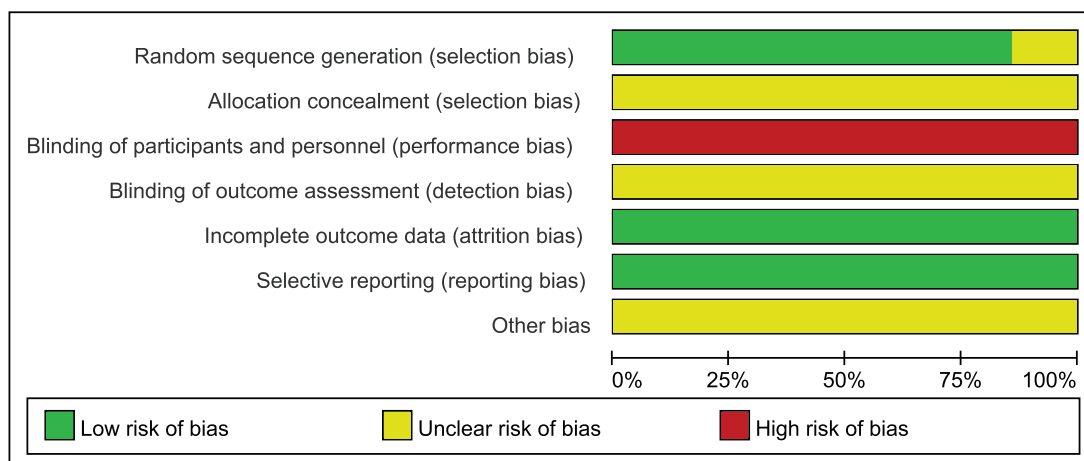 Random sequence generation (selection bias)
Allocation concealment (selection bias)
Blinding of participants and personnel (performance bias)
Blinding of outcome assessment (detection bias)
Incomplete outcome data (attrition bias)
Selective reporting (reporting bias)
Other bias
0% 25% 50% 75% 100%
Low risk of bias Unclear risk of bias High risk of bias